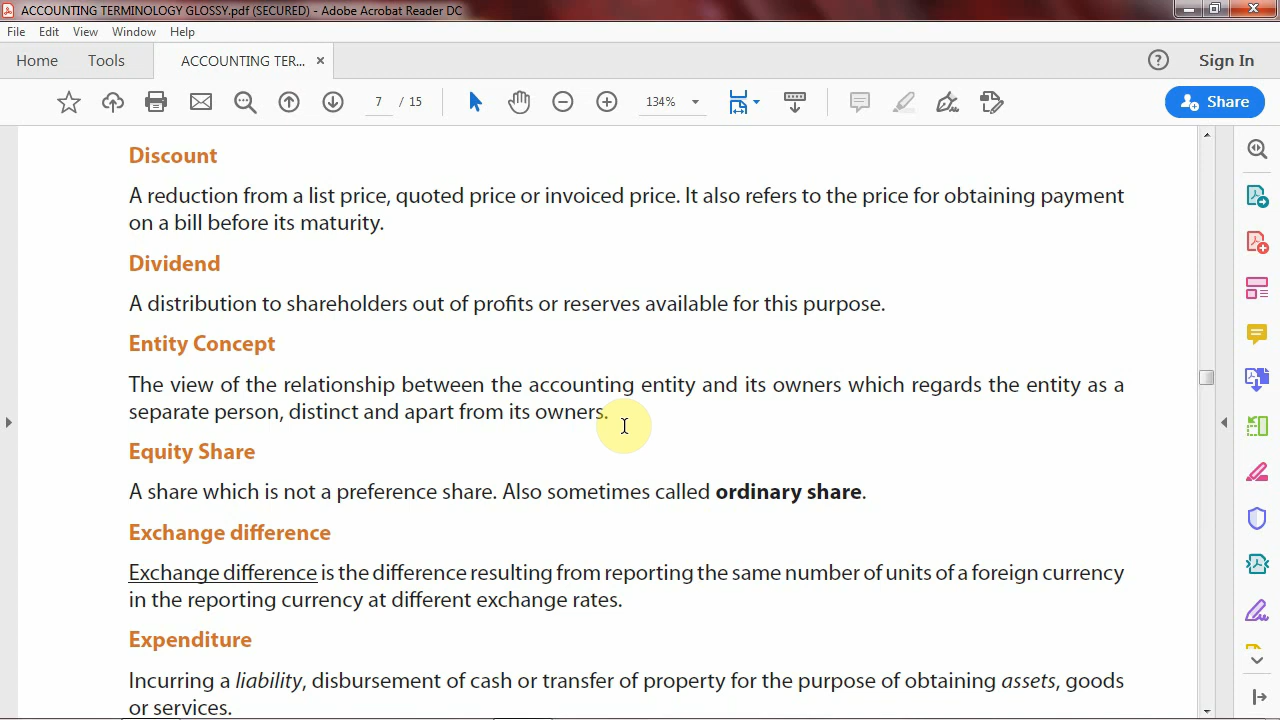 ACCOUNTING TERMINOLOGY GLOSSY.pdf (SECURED) - Adobe Acrobat Reader DC
File Edit View Window Help
Home Tools ACCOUNTING TER... × ? Sign In
7 / 15 134% Share
Discount
A reduction from a list price, quoted price or invoiced price. It also refers to the price for obtaining payment
on a bill before its maturity.
Dividend
A distribution to shareholders out of profits or reserves available for this purpose.
Entity Concept
The view of the relationship between the accounting entity and its owners which regards the entity as a
separate person, distinct and apart from its owners.
Equity Share
A share which is not a preference share. Also sometimes called ordinary share.
Exchange difference
Exchange difference is the difference resulting from reporting the same number of units of a foreign currency
in the reporting currency at different exchange rates.
Expenditure
Incurring a liability, disbursement of cash or transfer of property for the purpose of obtaining assets, goods
or services.